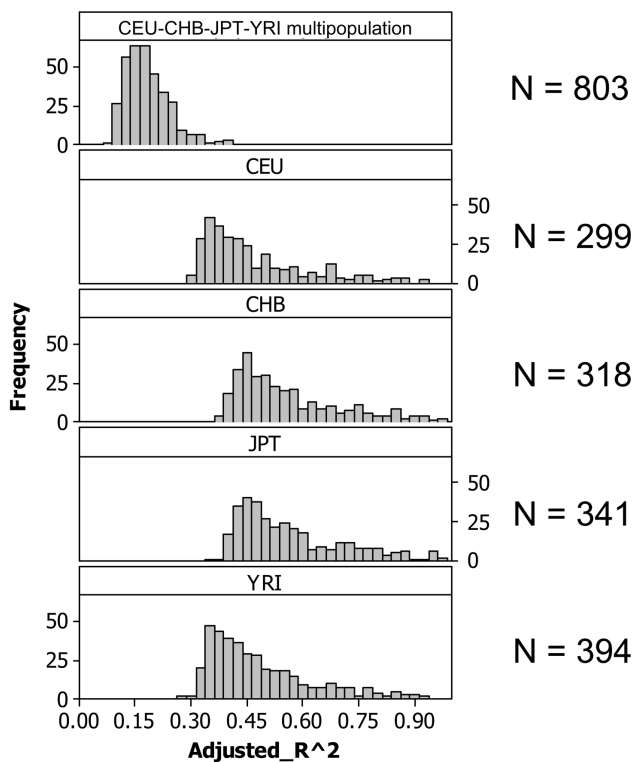 CEU-CHB-JPT-YRI multipopulation
50
25
0
N = 803
CEU
50
25
0
N = 299
CHB
50
25
0
N = 318
JPT
50
25
0
N = 341
YRI
50
25
0
N = 394
Frequency
0.00 0.15 0.30 0.45 0.60 0.75 0.90
Adjusted_R^2